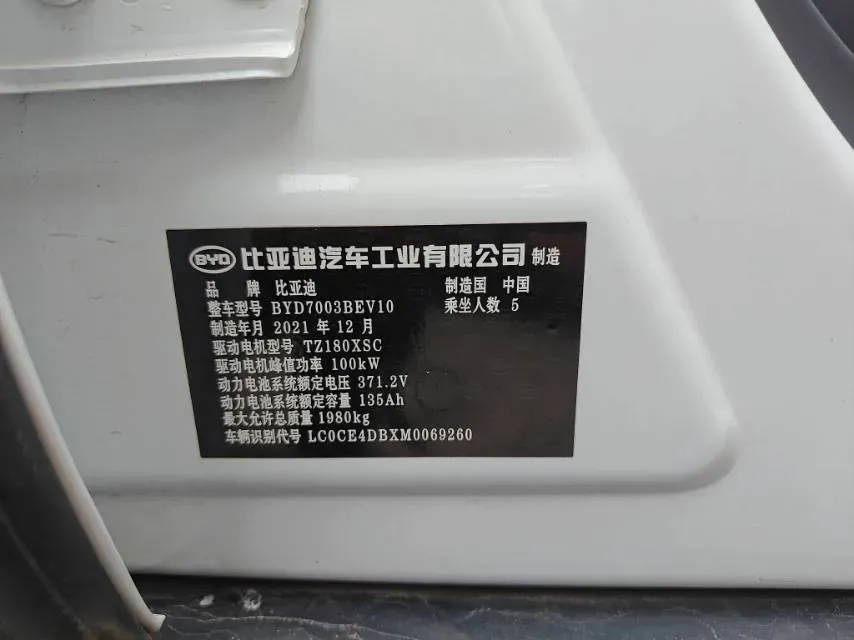 BYD 比亚迪汽车工业有限公司 制造
品 牌 比亚迪 制造国 中国
整车型号 BYD7003BEV10 乘坐人数 5
制造年月 2021 年 12 月
驱动电机型号 TZ180XSC
驱动电机峰值功率 100kW
动力电池系统额定电压 371.2V
动力电池系统额定容量 135Ah
最大允许总质量 1980kg
车辆识别代号 LC0CE4DBXM0069260